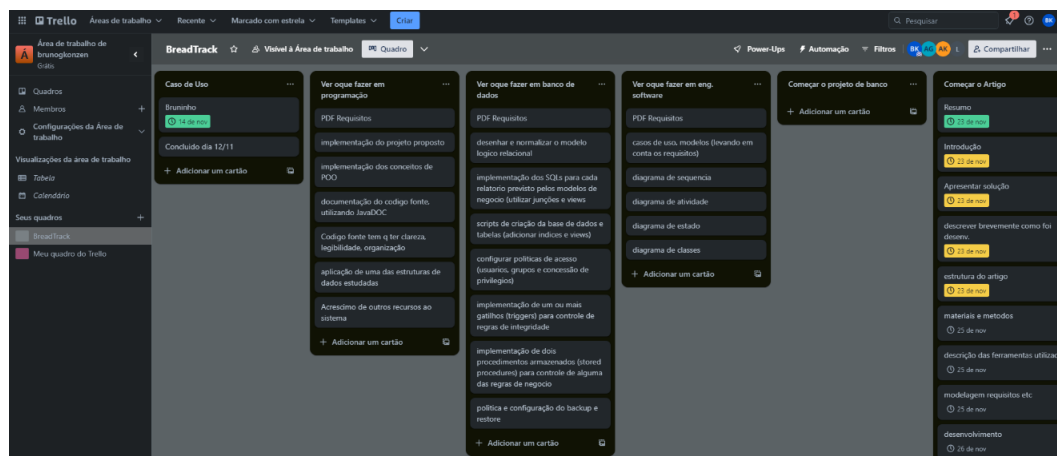 Trello
Áreas de trabalho
Recente
Marcado com estrela
Templates
Criar
Pesquisar
1
BK
Á
Área de trabalho de
brunogkonzen
Grátis
BreadTrack
Visível à Área de trabalho
Quadro
Power-Ups
Automação
Filtros
BK
AG
AK
L
Compartilhar
Quadros
Membros
Configurações da Área de
trabalho
Visualizações da área de trabalho
Tabela
Calendário
Seus quadros
BreadTrack
Meu quadro do Trello
Caso de Uso
Bruninho
14 de nov
Concluido dia 12/11
+ Adicionar um cartão
Ver oque fazer em
programação
PDF Requisitos
implementação do projeto proposto
implementação dos conceitos de
POO
documentação do codigo fonte,
utilizando JavaDOC
Codigo fonte tem q ter clareza,
legibilidade, organização
aplicação de uma das estruturas de
dados estudadas
Acrescimo de outros recursos ao
sistema
+ Adicionar um cartão
Ver oque fazer em banco de
dados
PDF Requisitos
desenhar e normalizar o modelo
logico relacional
implementação dos SQLs para cada
relatorio previsto pelos modelos de
negocio (utilizar junções e views
scripts de criação da base de dados e
tabelas (adicionar indices e views)
configurar politicas de acesso
(usuarios, grupos e concessão de
privilegios)
implementação de um ou mais
gatilhos (triggers) para controle de
regras de integridade
implementação de dois
procedimentos armazenados (stored
procedures) para controle de alguma
das regras de negocio
politica e configuração do backup e
restore
+ Adicionar um cartão
Ver oque fazer em eng.
software
PDF Requisitos
casos de uso, modelos (levando em
conta os requisitos)
diagrama de sequencia
diagrama de atividade
diagrama de estado
diagrama de classes
+ Adicionar um cartão
Começar o projeto de banco
+ Adicionar um cartão
Começar o Artigo
Resumo
23 de nov
Introdução
23 de nov
Apresentar solução
23 de nov
descrever brevemente como foi
desenv.
23 de nov
estrutura do artigo
23 de nov
materiais e metodos
25 de nov
descrição das ferramentas utilizac
25 de nov
modelagem requisitos etc
25 de nov
desenvolvimento
26 de nov